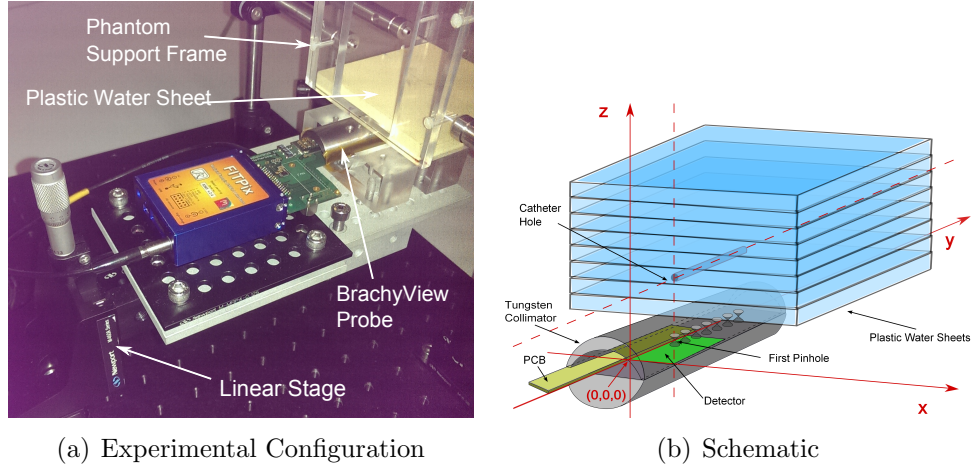 Phantom
Support Frame
Plastic Water Sheet
FITPix
BrachyView
Probe
Linear Stage
(a) Experimental Configuration
z
Catheter
Hole
y
Tungsten
Collimator
Plastic Water Sheets
PCB
First Pinhole
(0,0,0)
Detector
x
(b) Schematic